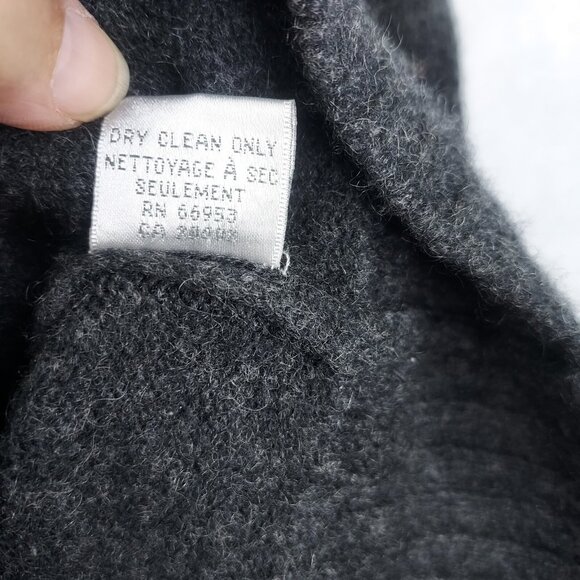 DRY CLEAN ONLY
NETTOYAGE À SEC
SEULEMENT
RN 66953
CA